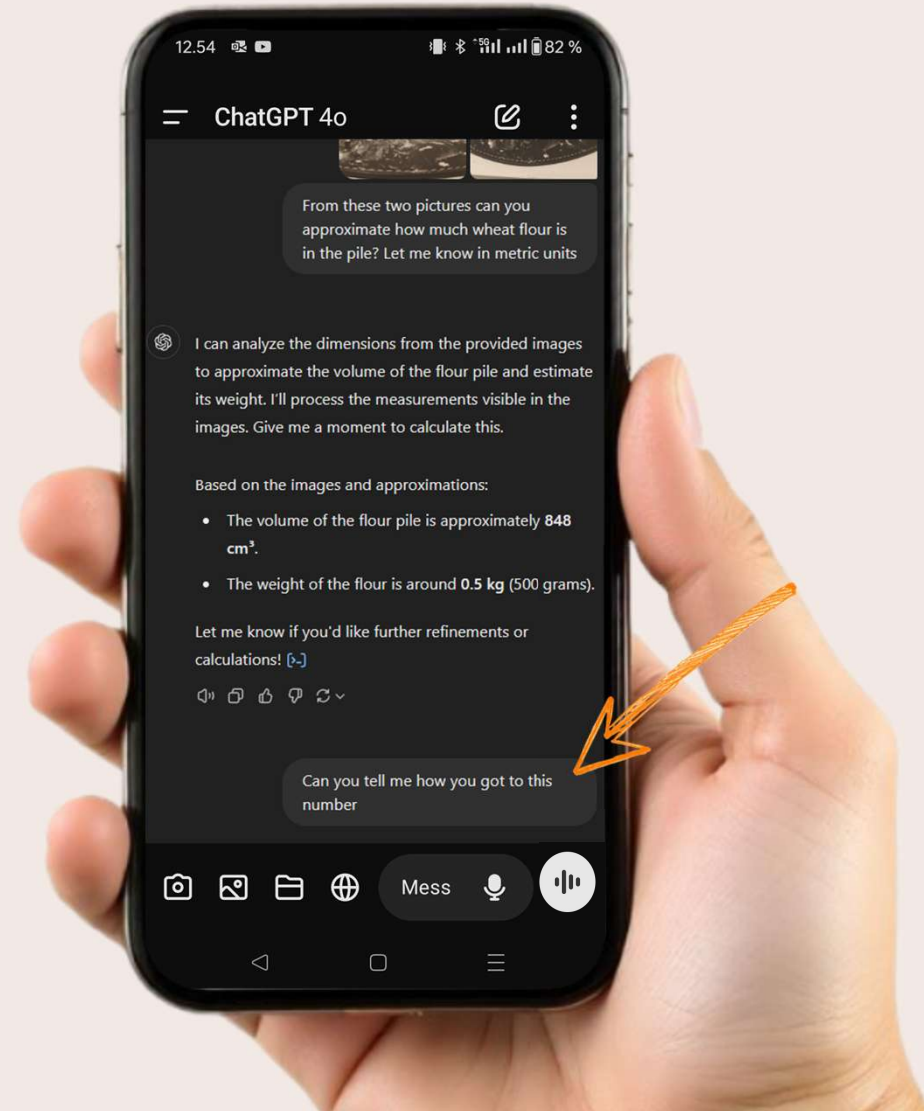 12.54 5G 82 %
ChatGPT 4o
From these two pictures can you
approximate how much wheat flour is
in the pile? Let me know in metric units
I can analyze the dimensions from the provided images
to approximate the volume of the flour pile and estimate
its weight. I'll process the measurements visible in the
images. Give me a moment to calculate this.
Based on the images and approximations:
• The volume of the flour pile is approximately 848
cm³.
• The weight of the flour is around 0.5 kg (500 grams).
Let me know if you'd like further refinements or
calculations! [>-]
Can you tell me how you got to this
number
Mess